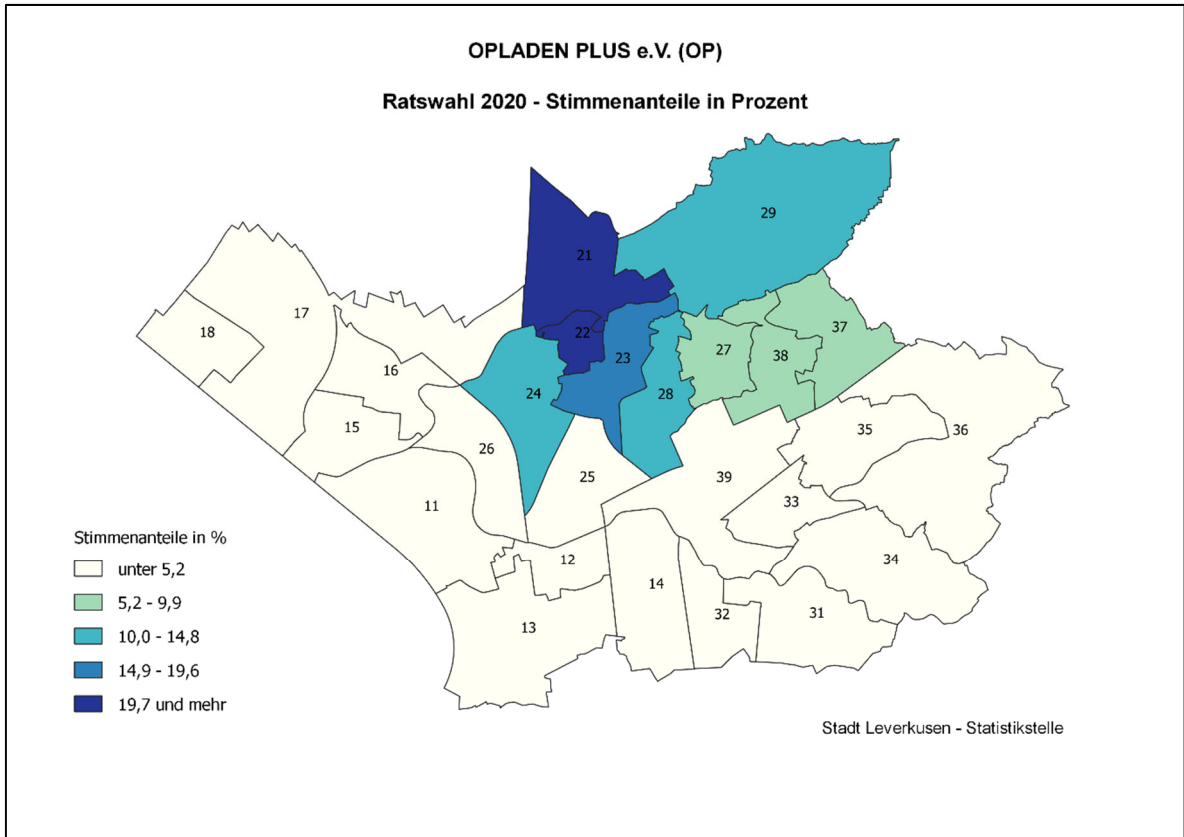 OPLADEN PLUS e.V. (OP)
Ratswahl 2020 - Stimmenanteile in Prozent
29
21
17
37
18
22
23
27
38
16
24
28
15
35
36
26
25
39
11
33
34
12
14
32
31
13
Stimmenanteile in %
unter 5,2
5,2 - 9,9
10,0 - 14,8
14,9 - 19,6
19,7 und mehr
Stadt Leverkusen - Statistikstelle